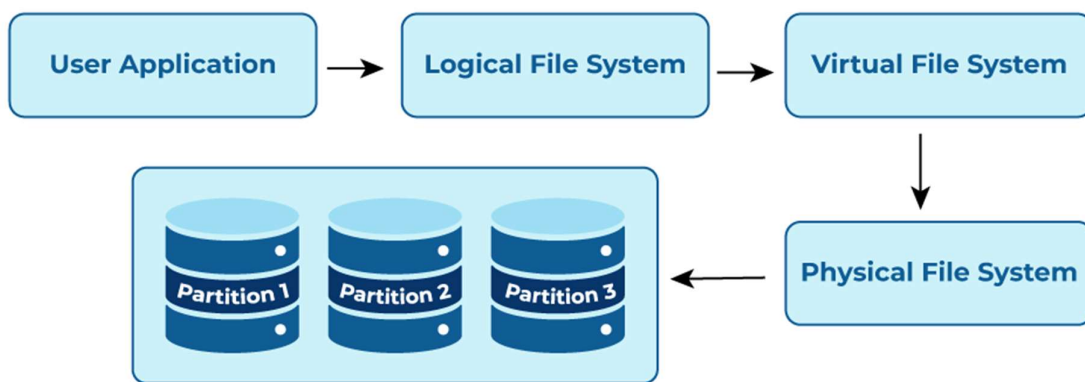 User Application
Logical File System
Virtual File System
Physical File System
Partition 1
Partition 2
Partition 3